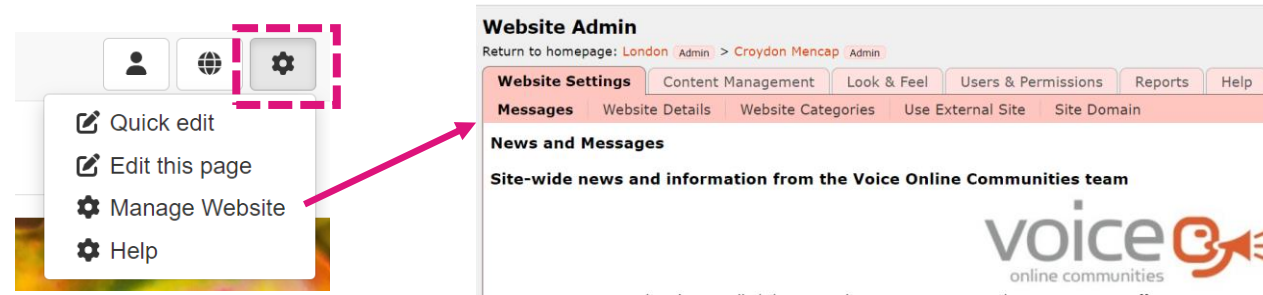 Quick edit
Edit this page
Manage Website
Help
Website Admin
Return to homepage: London Admin > Croydon Mencap Admin
Website Settings Content Management Look & Feel Users & Permissions Reports Help
Messages Website Details Website Categories Use External Site Site Domain
News and Messages
Site-wide news and information from the Voice Online Communities team
voice
online communities